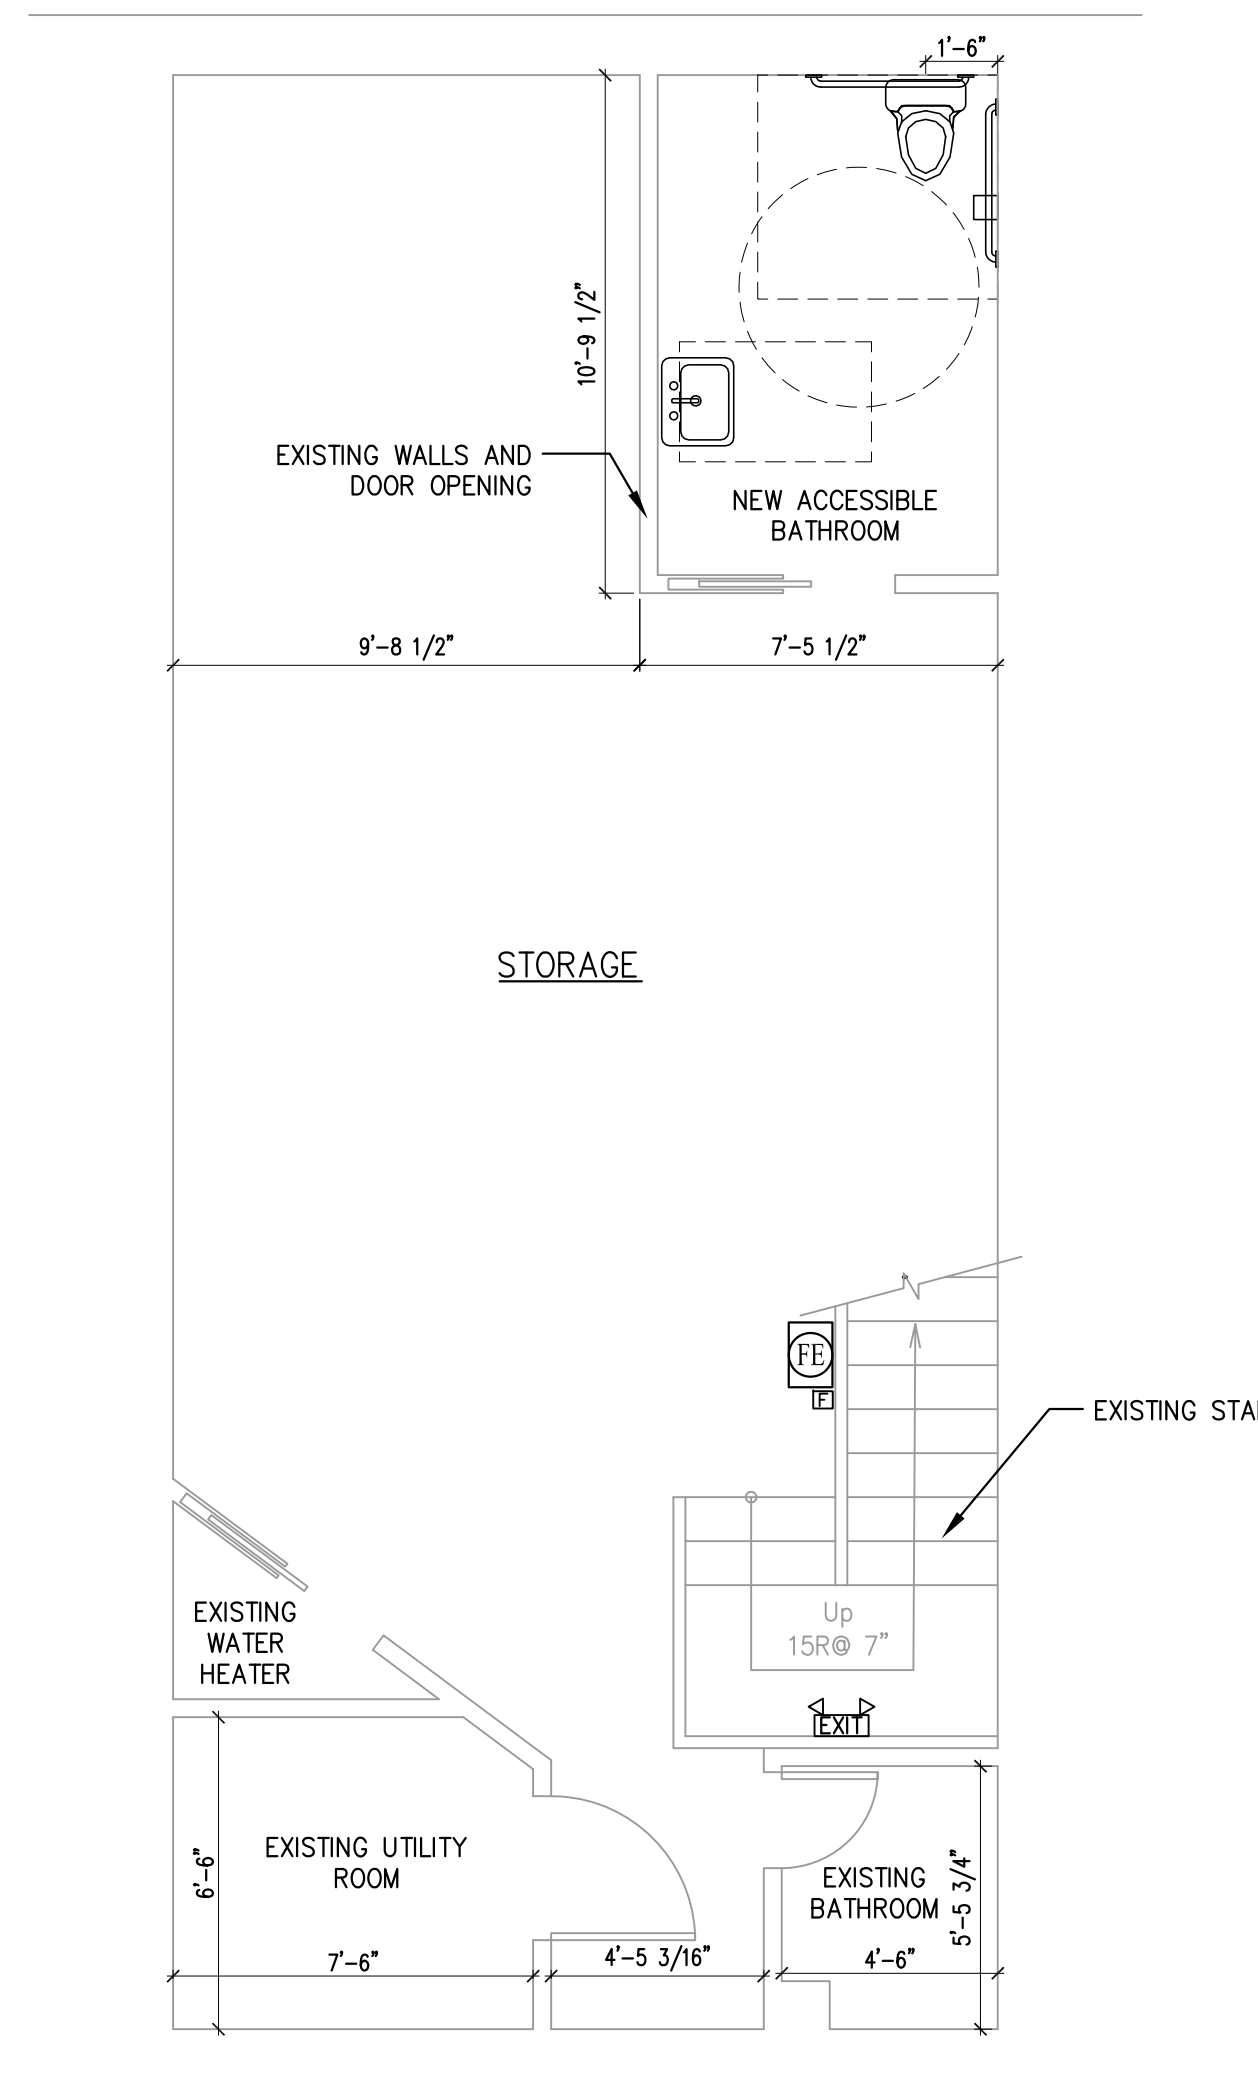 1'-6"
10'-9 1/2"
EXISTING WALLS AND
DOOR OPENING
NEW ACCESSIBLE
BATHROOM
9'-8 1/2"
7'-5 1/2"
STORAGE
FE
F
EXISTING STAI
Up
15R@ 7"
EXISTING
WATER
HEATER
EXIT
EXISTING UTILITY
ROOM
6'-6"
EXISTING
BATHROOM
5'-5 3/4"
7'-6"
4'-5 3/16"
4'-6"